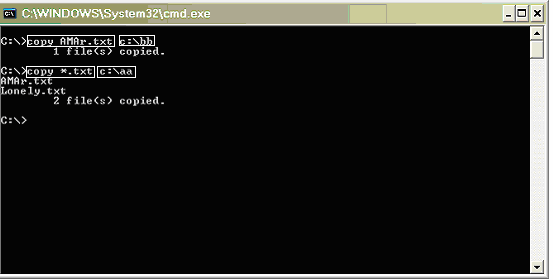 C:\WINDOWS\System32\cmd.exe
C:\>copy AMAr.txt c:\bb
1 file(s) copied.
C:\>copy *.txt c:\aa
AMAr.txt
Lonely.txt
2 file(s) copied.
C:\>